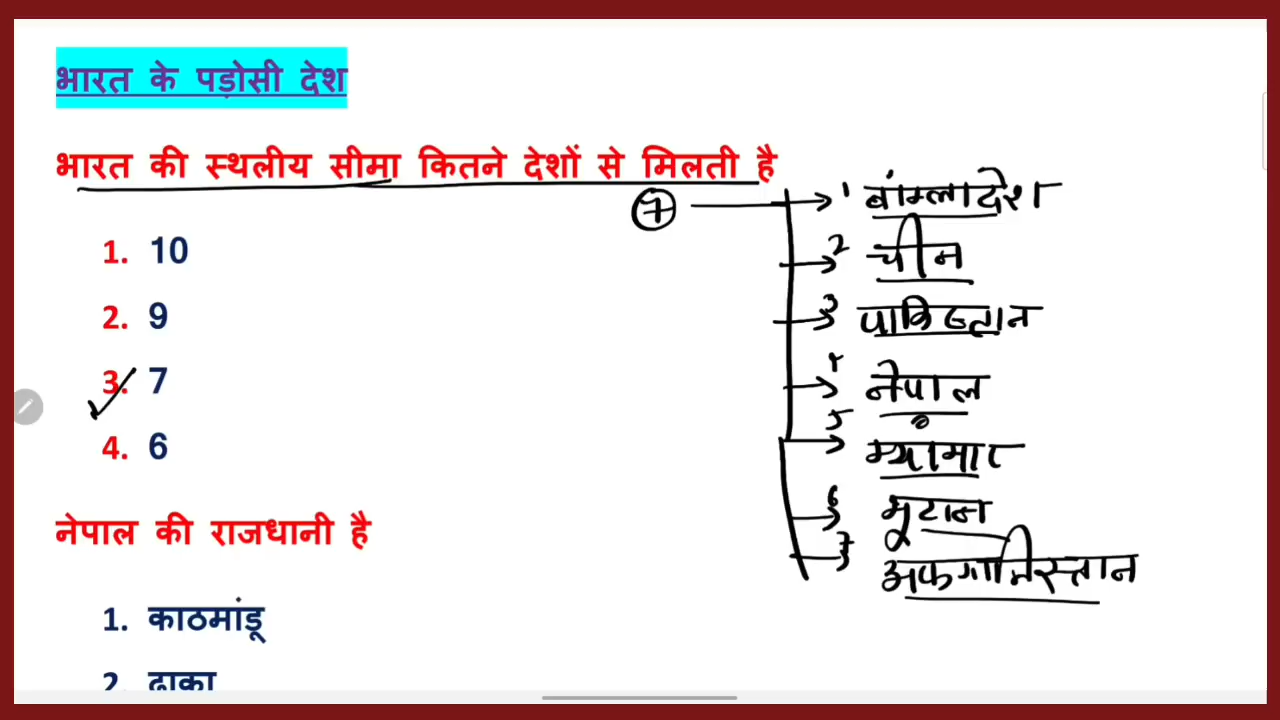 भारत के पड़ोसी देश
भारत की स्थलीय सीमा कितने देशों से मिलती है
7
1 बांग्लादेश
1. 10
2 चीन
2. 9
3 पाकिस्तान
3. 7
4 नेपाल
5 म्यांमार
4. 6
6 भूटान
7 अफगानिस्तान
नेपाल की राजधानी है
1. काठमांडू
2. ढाका